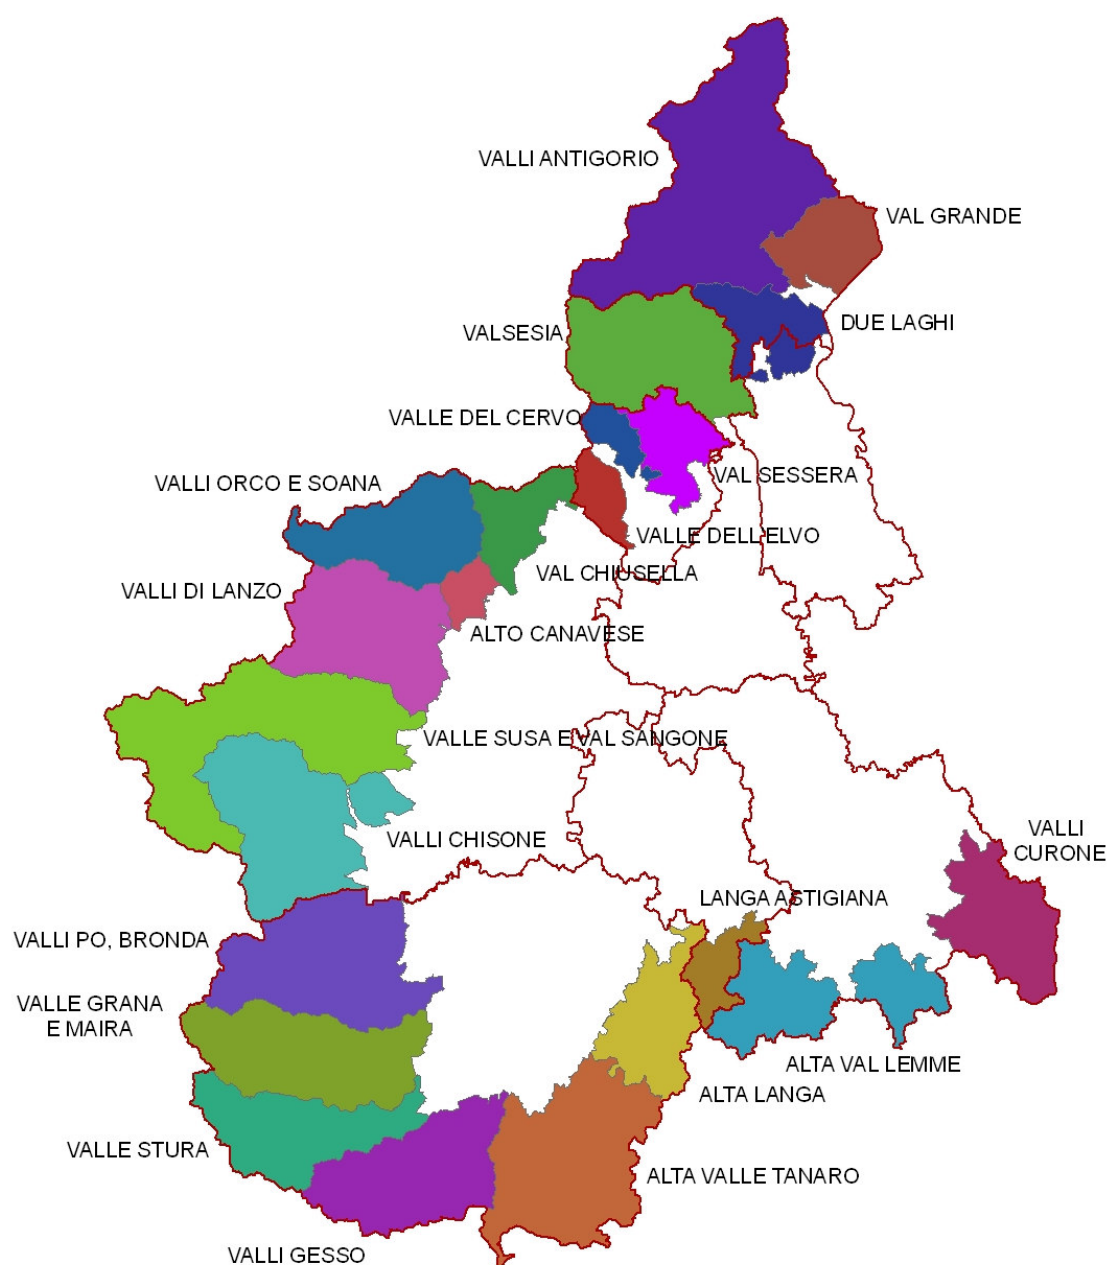 VALLI ANTIGORIO
VAL GRANDE
DUE LAGHI
VALSESIA
VALLE DEL CERVO
VAL SESSERA
VALLI ORCO E SOANA
VALLE DELL'ELVO
VAL CHIUSELLA
VALLI DI LANZO
ALTO CANAVESE
VALLE SUSA E VAL SANGONE
VALLI CHISONE
VALLI
CURONE
LANGA ASTIGIANA
VALLI PO, BRONDA
VALLE GRANA
E MAIRA
ALTA VAL LEMME
ALTA LANGA
VALLE STURA
ALTA VALLE TANARO
VALLI GESSO